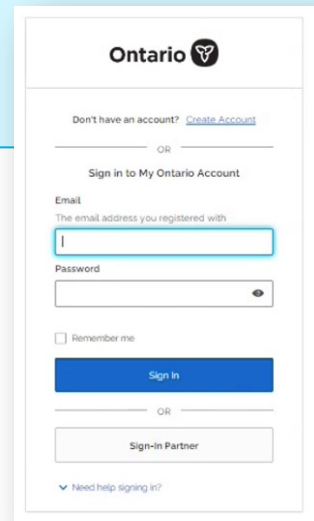 Ontario
Don't have an account? Create Account
OR
Sign in to My Ontario Account
Email
The email address you registered with
Password
Remember me
Sign In
OR
Sign-In Partner
Need help signing in?